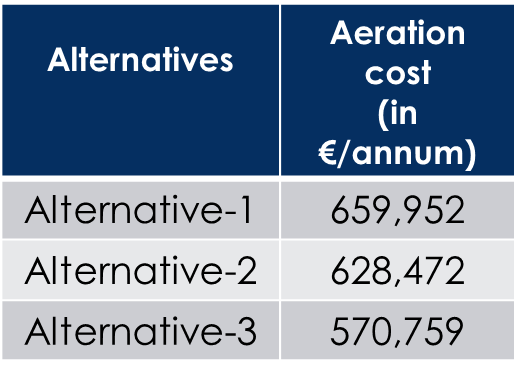 Alternatives
Aeration
cost
(in
€/annum)
Alternative-1 659,952
Alternative-2 628,472
Alternative-3 570,759